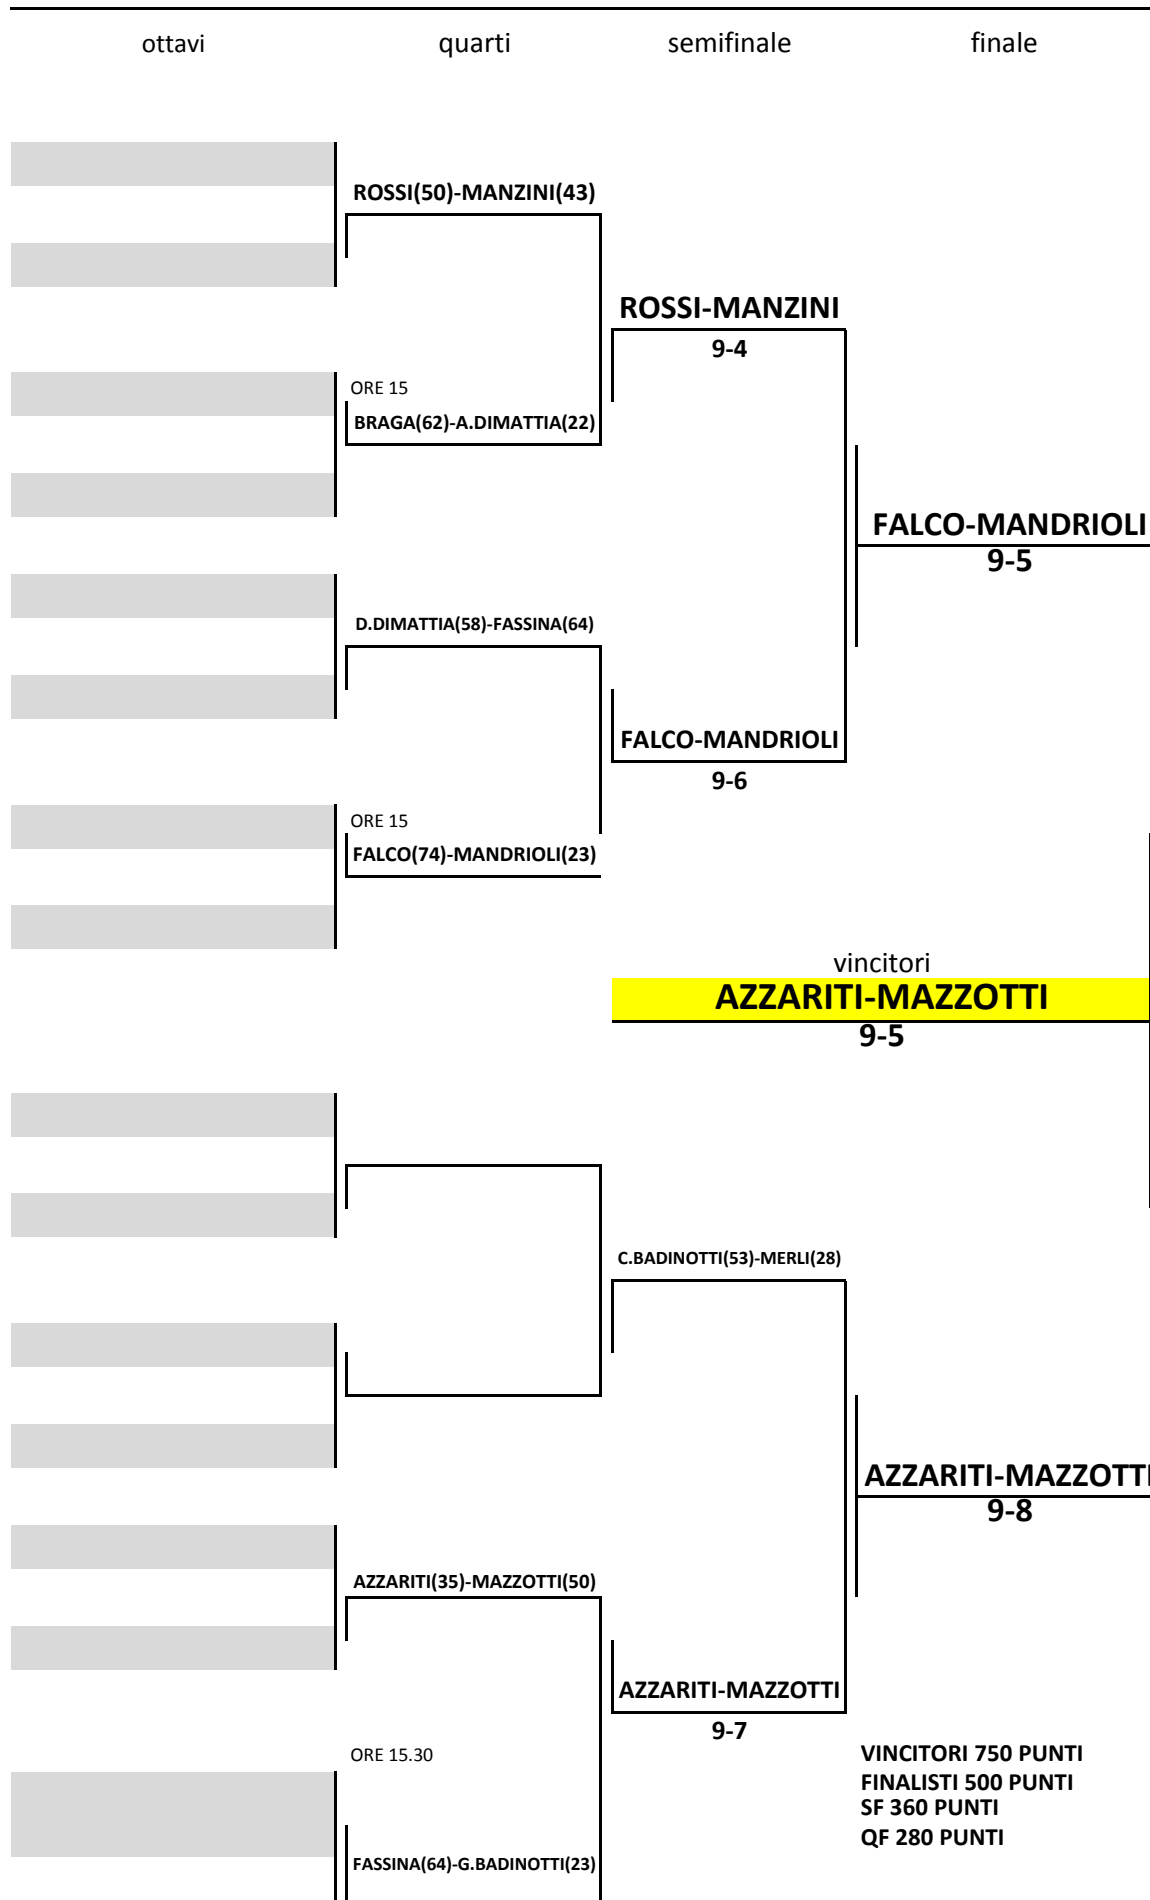 ottavi quarti semifinale finale
ROSSI(50)-MANZINI(43)
ROSSI-MANZINI
9-4
ORE 15
BRAGA(62)-A.DIMATTIA(22)
FALCO-MANDRIOLI
9-5
D.DIMATTIA(58)-FASSINA(64)
FALCO-MANDRIOLI
9-6
ORE 15
FALCO(74)-MANDRIOLI(23)
vincitori
AZZARITI-MAZZOTTI
9-5
C.BADINOTTI(53)-MERLI(28)
AZZARITI-MAZZOTTI
9-8
AZZARITI(35)-MAZZOTTI(50)
AZZARITI-MAZZOTTI
9-7
ORE 15.30
VINCITORI 750 PUNTI
FINALISTI 500 PUNTI
SF 360 PUNTI
QF 280 PUNTI
FASSINA(64)-G.BADINOTTI(23)